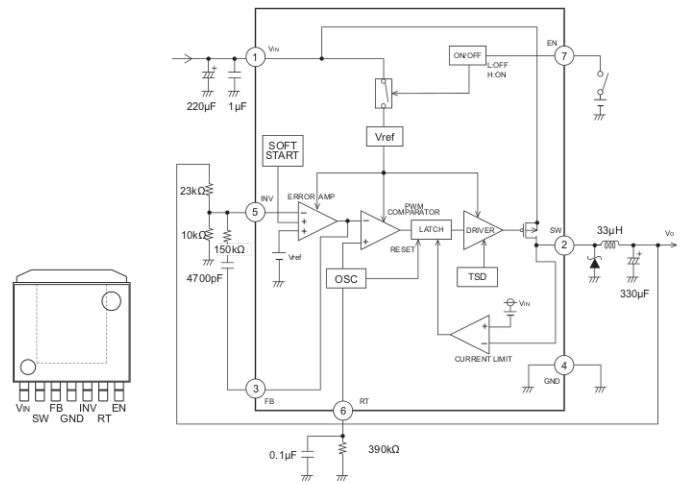 VIN
1
220μF
1μF
ON/OFF
L:OFF
H:ON
EN
7
Vref
SOFT
START
23kΩ
INV
5
ERROR AMP
PWM
COMPARATOR
LATCH
DRIVER
SW
2
33μH
VO
10kΩ
150kΩ
4700pF
Vref
RESET
OSC
TSD
330μF
VIN
CURRENT LIMIT
4
GND
3
FB
6
RT
0.1μF
390kΩ
VIN FB INV EN
SW GND RT